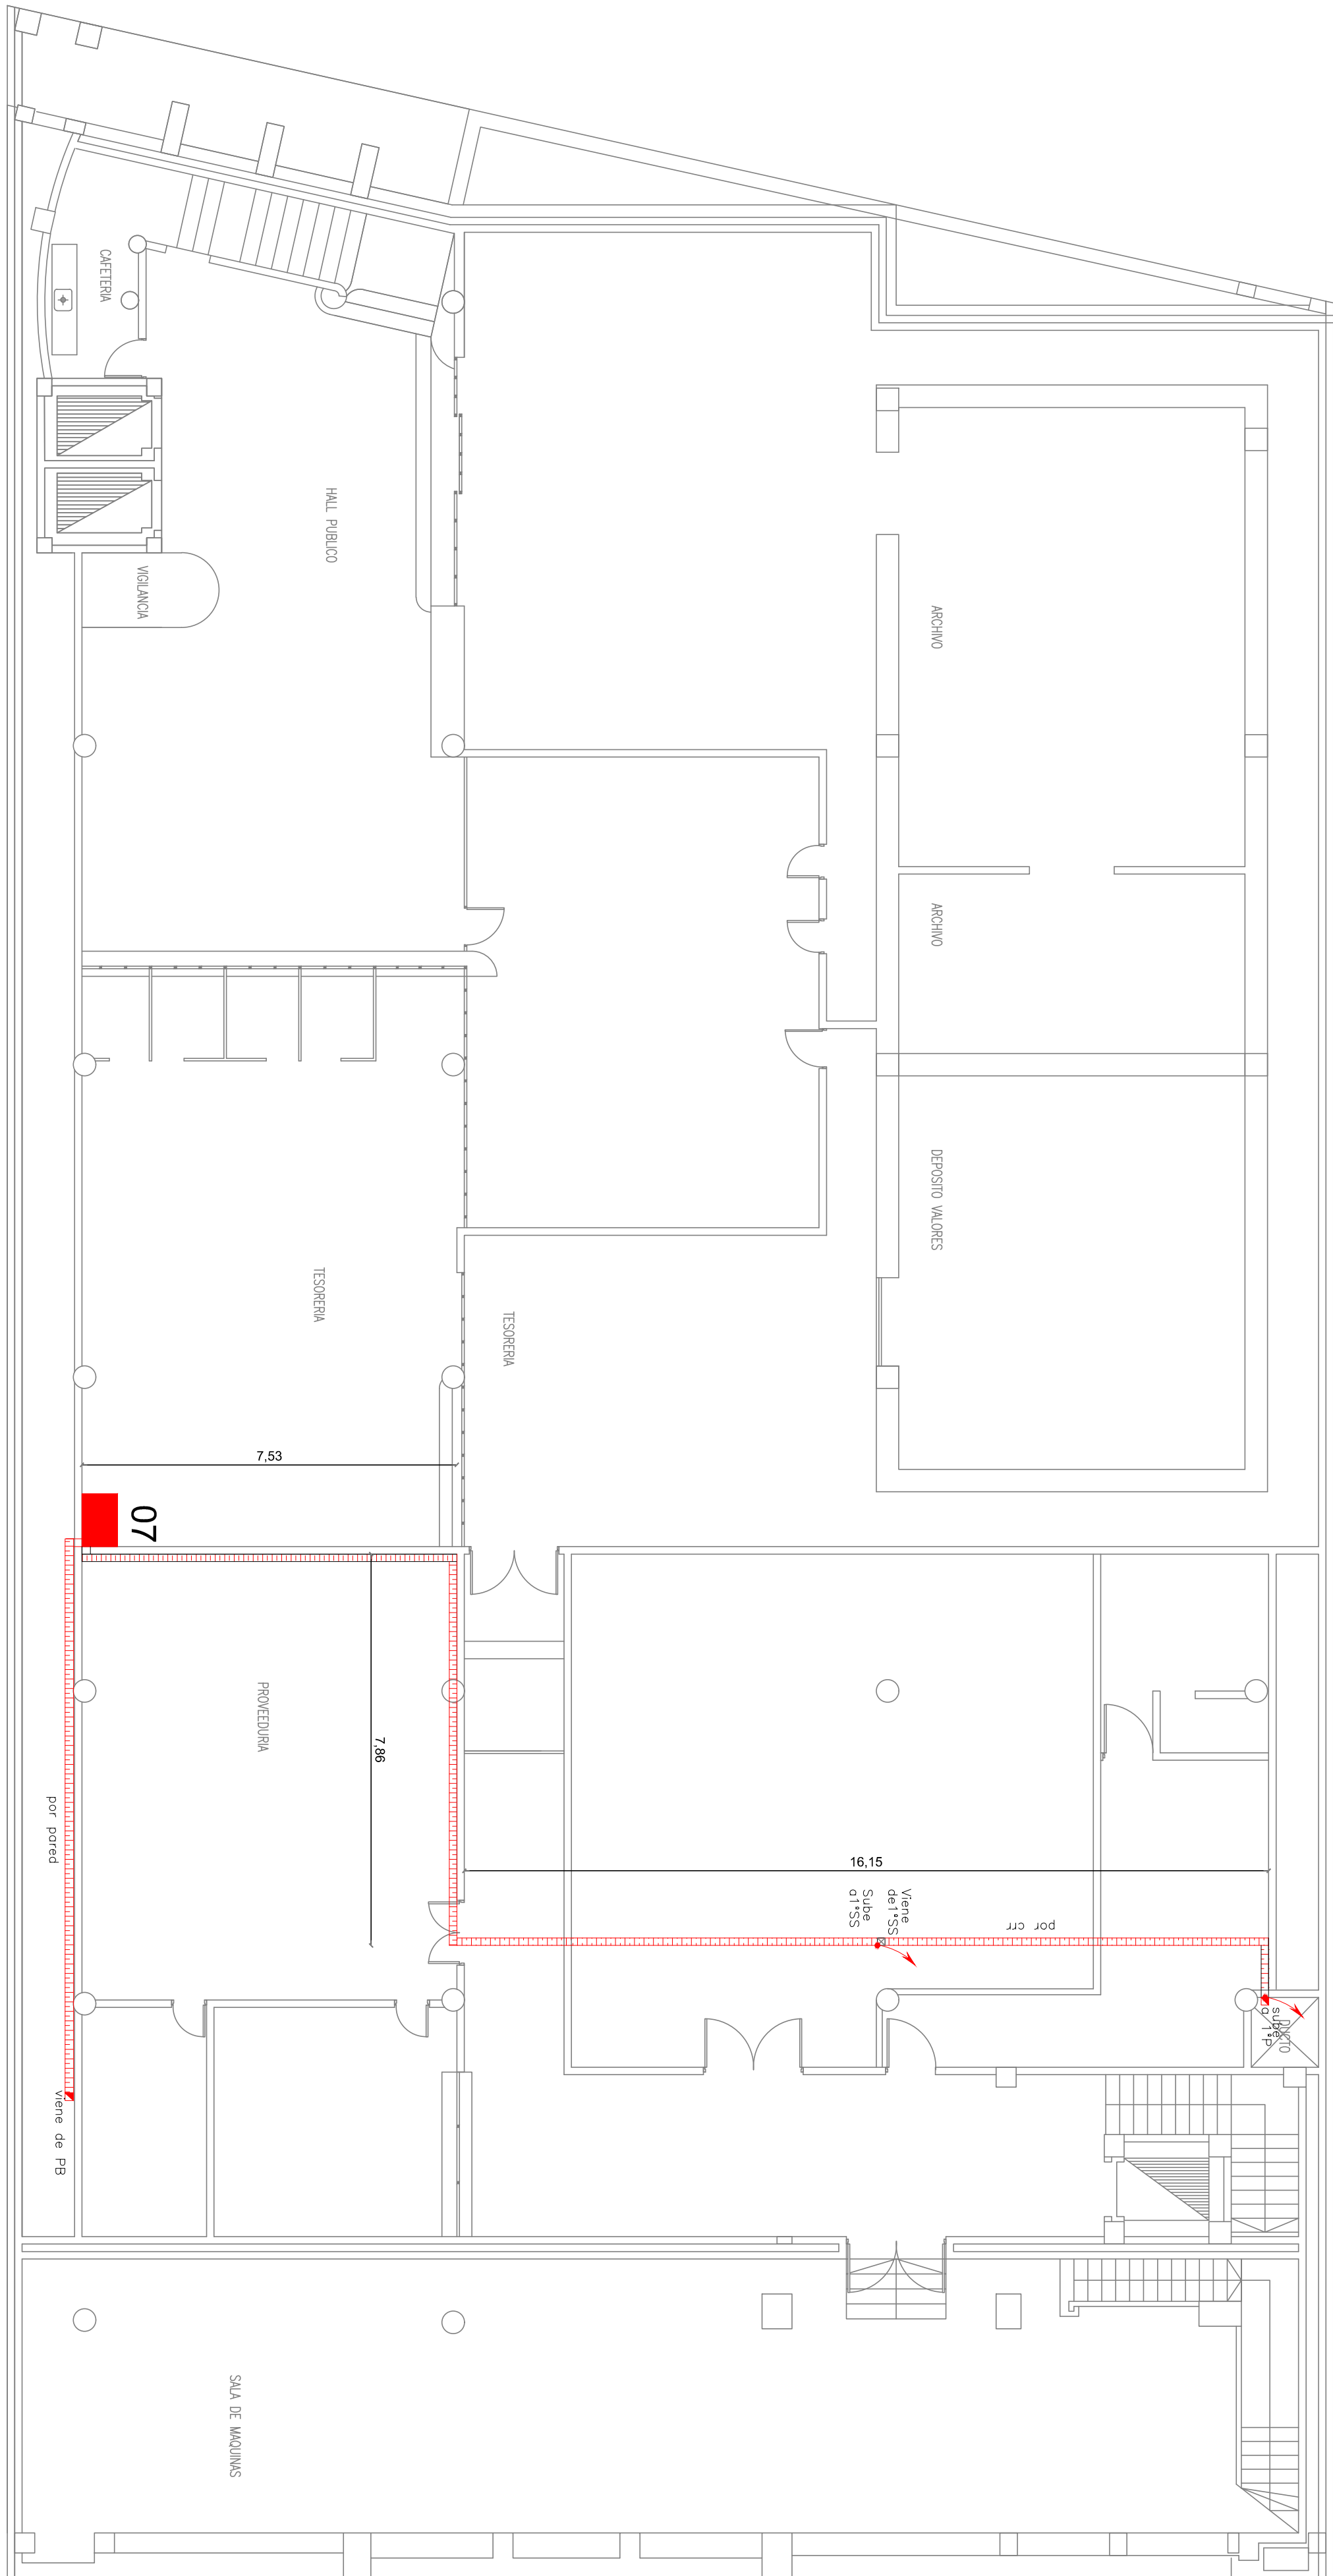 CAFETERIA
HALL PUBLICO
VIGILANCIA
ARCHIVO
ARCHIVO
DEPOSITO VALORES
TESORERIA
TESORERIA
7,53
07
PROVEEDURIA
7,86
16,15
por pared
Viene
de1°SS
Sube
a1°SS
por crr
sube
a 1°P
DUCTO
viene de PB
SALA DE MAQUINAS